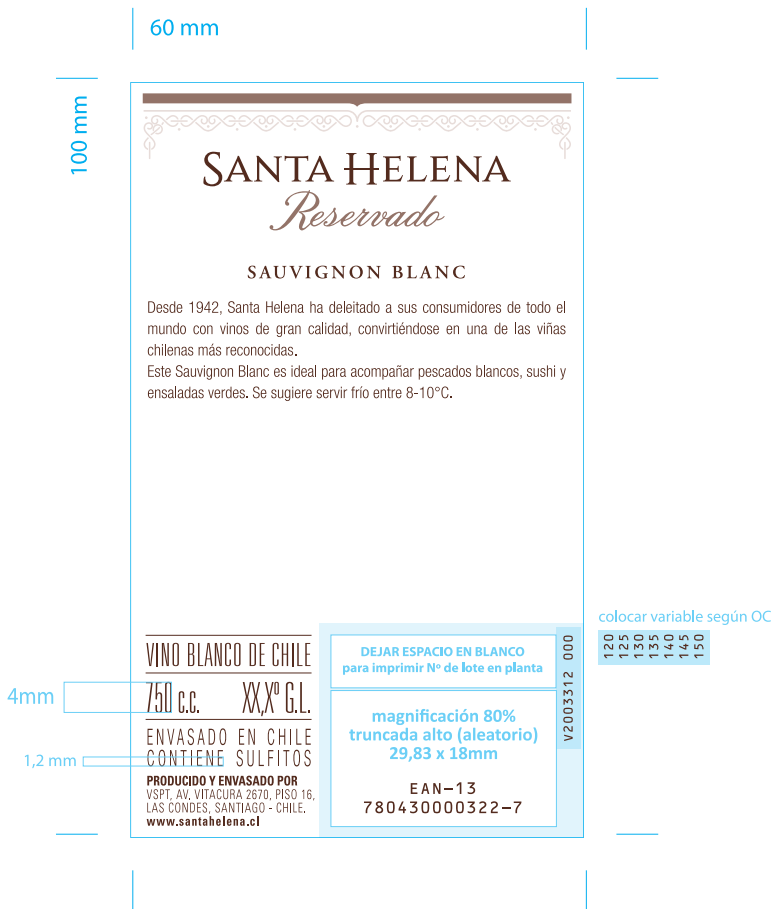 60 mm
100 mm
SANTA HELENA
Reservado
SAUVIGNON BLANC
Desde 1942, Santa Helena ha deleitado a sus consumidores de todo el
mundo con vinos de gran calidad, convirtiéndose en una de las viñas
chilenas más reconocidas.
Este Sauvignon Blanc es ideal para acompañar pescados blancos, sushi y
ensaladas verdes. Se sugiere servir frío entre 8-10°C.
VINO BLANCO DE CHILE
4mm
750 c.c. XX,Xº G.L.
ENVASADO EN CHILE
1,2 mm
CONTIENE SULFITOS
PRODUCIDO Y ENVASADO POR
VSPT, AV, VITACURA 2670, PISO 16,
LAS CONDES, SANTIAGO - CHILE.
www.santahelena.cl
DEJAR ESPACIO EN BLANCO
para imprimir Nº de lote en planta
magnificación 80%
truncada alto (aleatorio)
29,83 x 18mm
EAN-13
780430000322-7
V2003312 000
colocar variable según OC
120
125
130
135
140
145
150